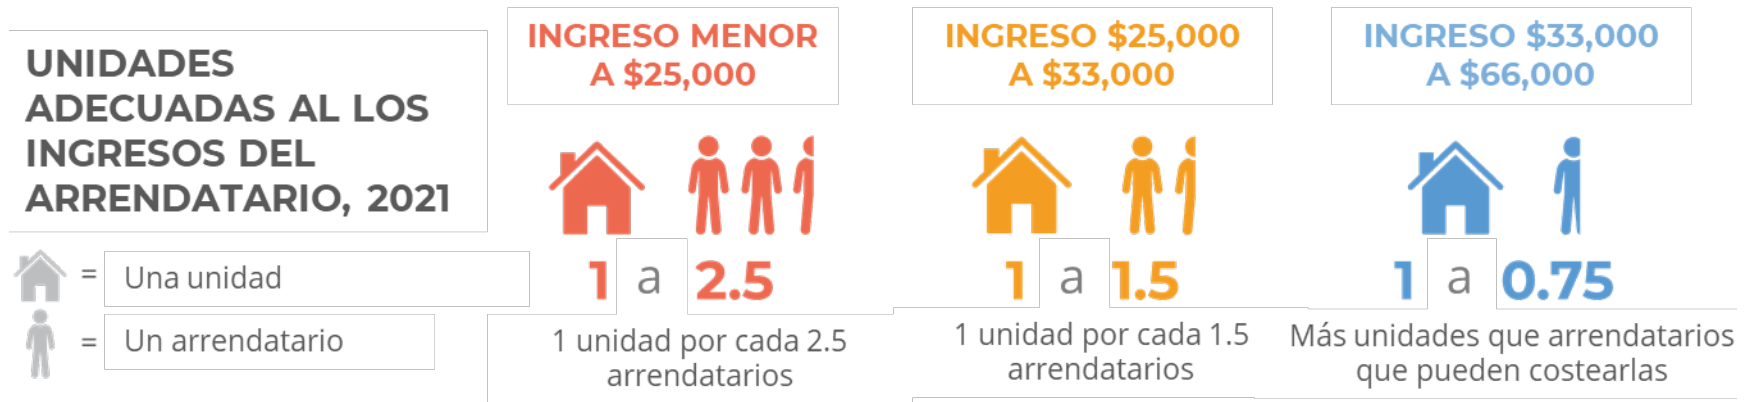 UNIDADES
ADECUADAS AL LOS
INGRESOS DEL
ARRENDATARIO, 2021
= Una unidad
= Un arrendatario
INGRESO MENOR
A $25,000
1 a 2.5
1 unidad por cada 2.5
arrendatarios
INGRESO $25,000
A $33,000
1 a 1.5
1 unidad por cada 1.5
arrendatarios
INGRESO $33,000
A $66,000
1 a 0.75
Más unidades que arrendatarios
que pueden costearlas